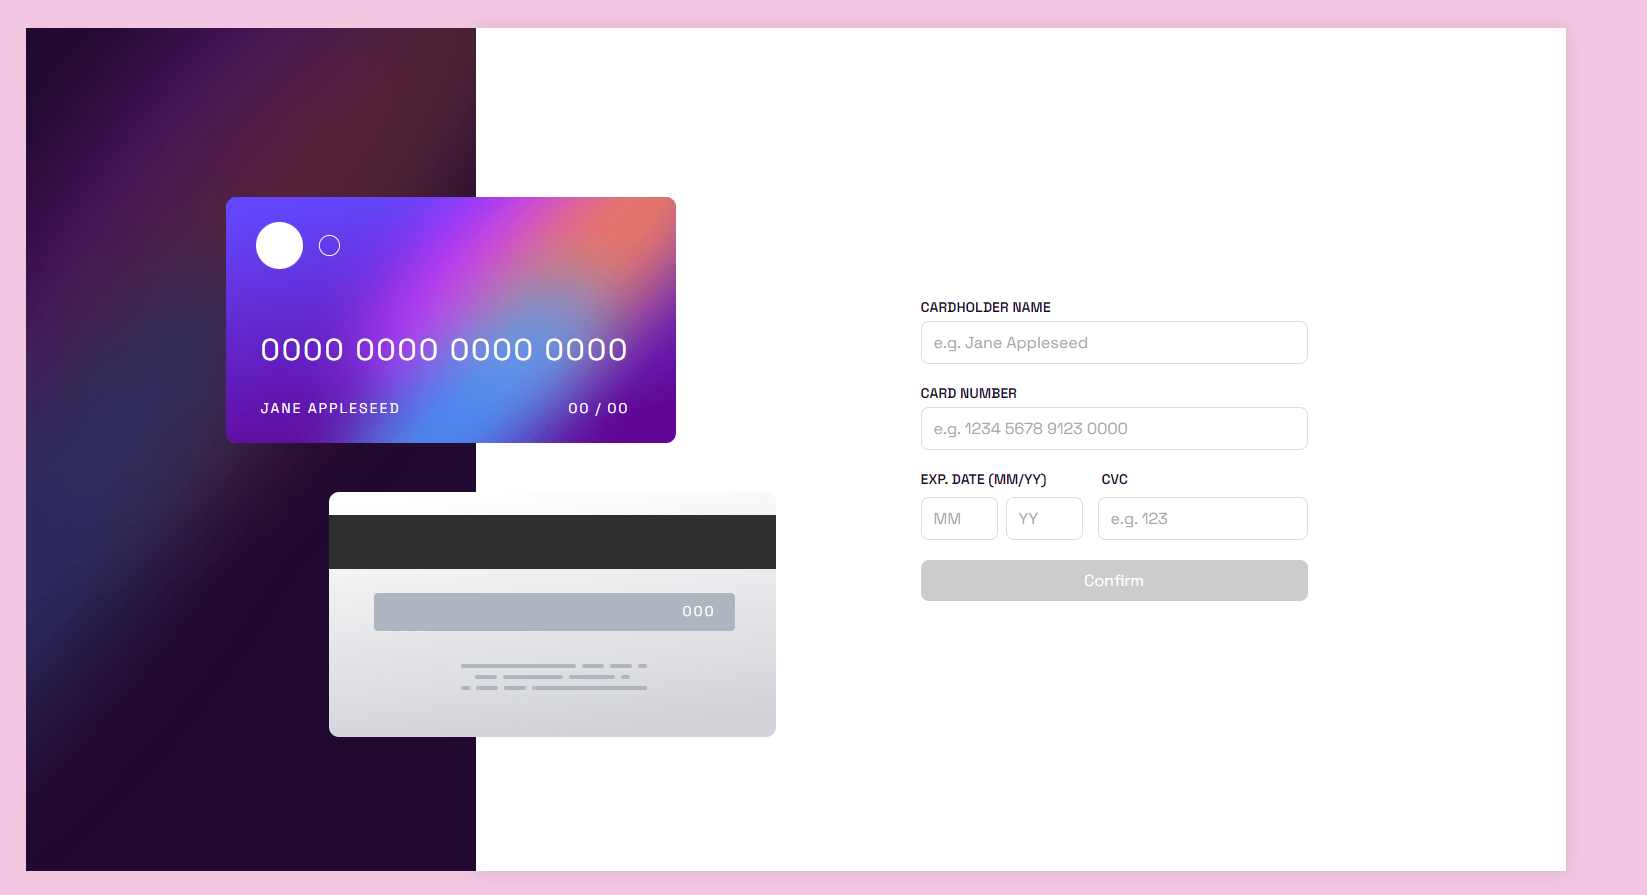 0000 0000 0000 0000
JANE APPLESEED 00 / 00
000
CARDHOLDER NAME
e.g. Jane Appleseed
CARD NUMBER
e.g. 1234 5678 9123 0000
EXP. DATE (MM/YY) CVC
MM YY e.g. 123
Confirm